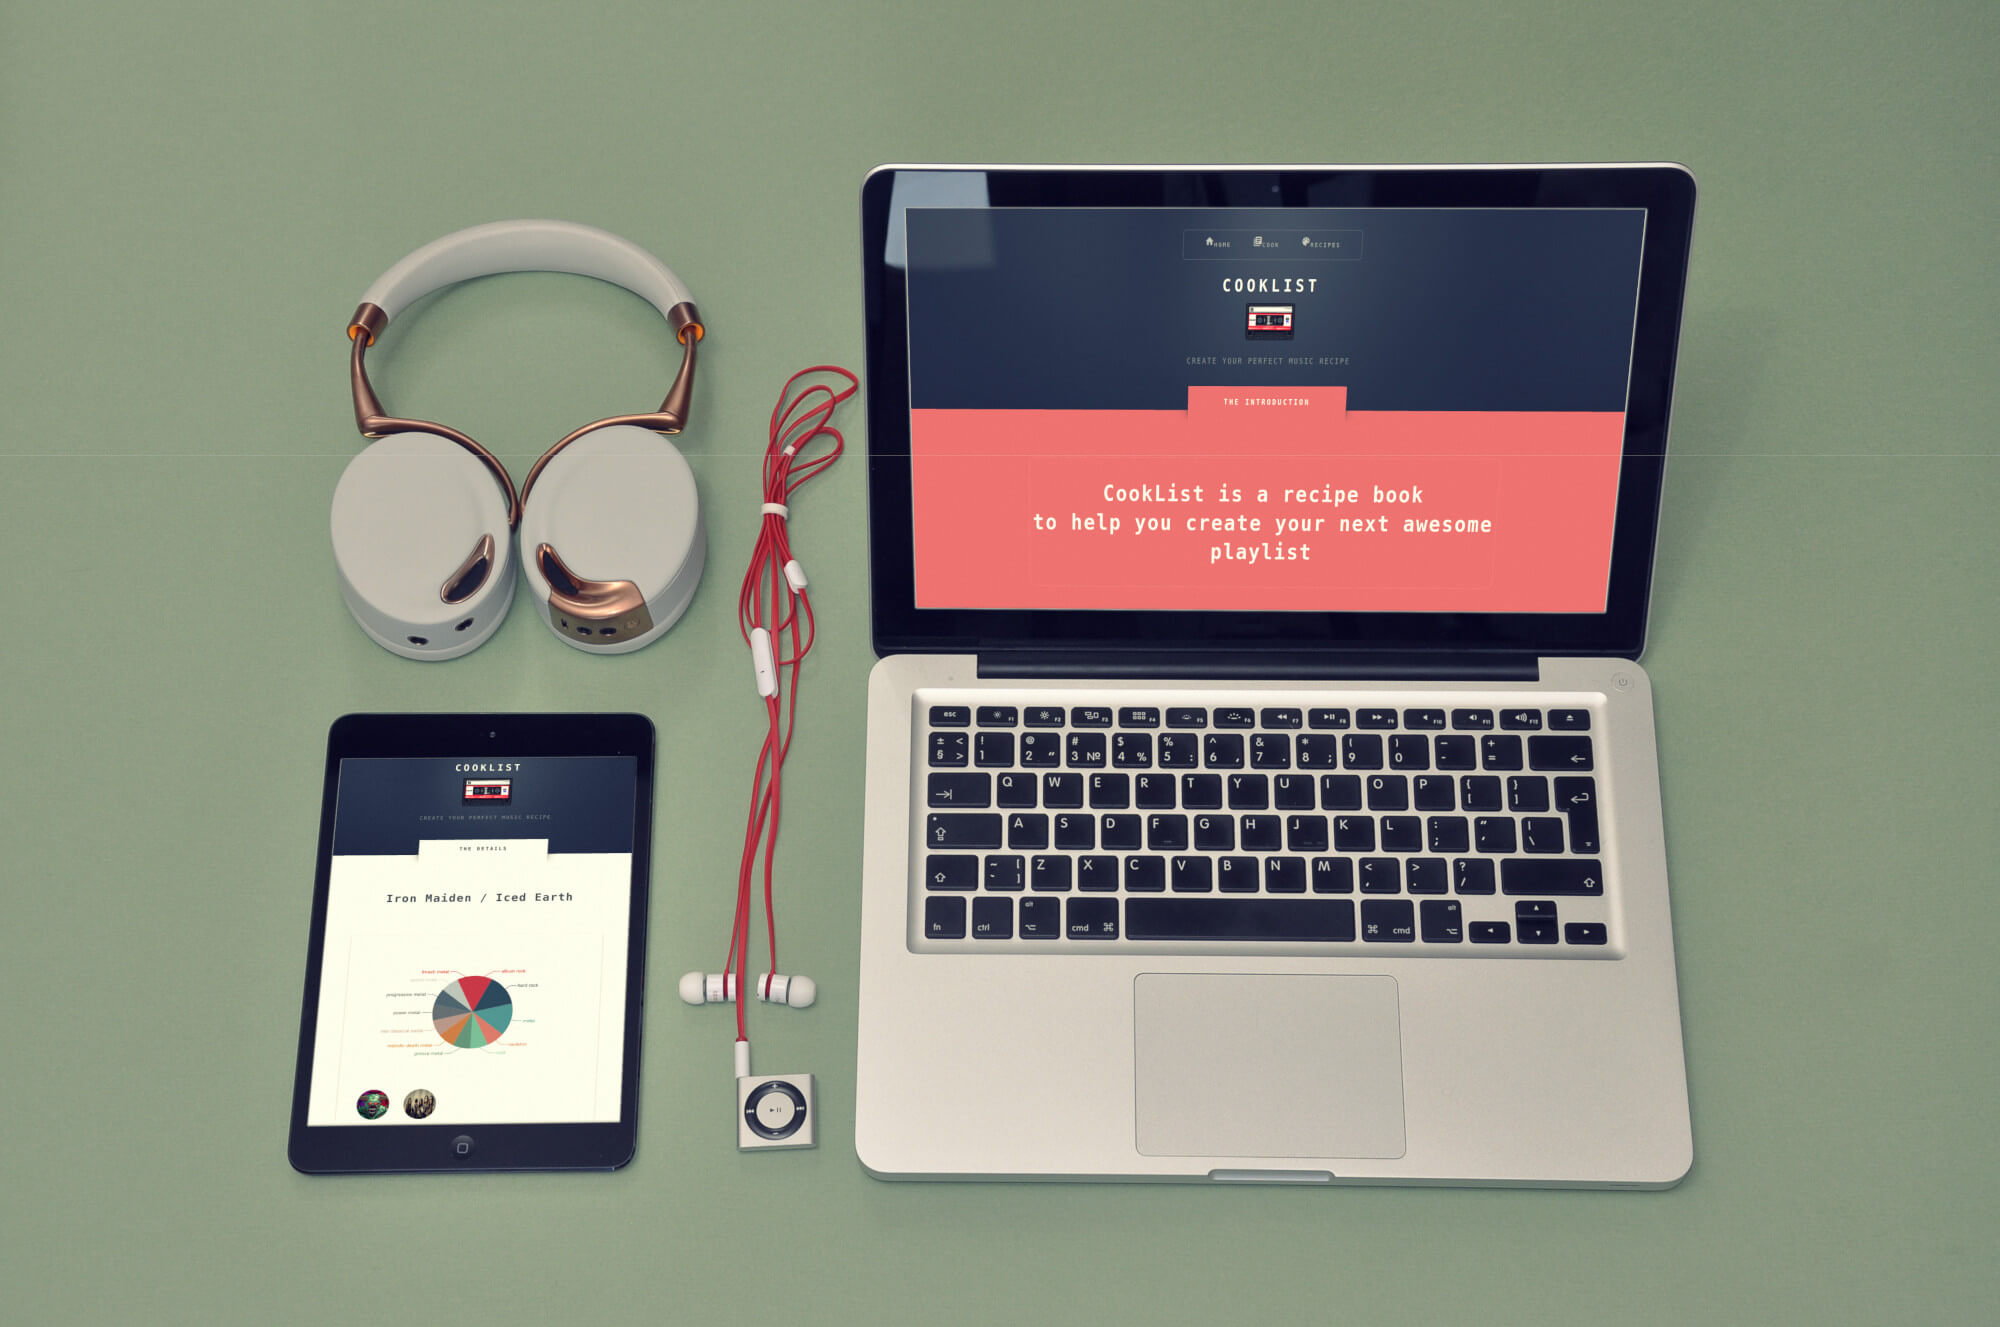 HOME COOK RECIPES
COOKLIST
CREATE YOUR PERFECT MUSIC RECIPE
THE INTRODUCTION
CookList is a recipe book
to help you create your next awesome
playlist
COOKLIST
CREATE YOUR PERFECT MUSIC RECIPE
THE DETAILS
Iron Maiden / Iced Earth
thrash metal album rock
hard rock
progressive metal
power metal
metal
melodic death metal
groove metal rock
esc F1 F2 F3 F4 F5 F6 F7 F8 F9 F10 F11 F12
± § < > ! 1 @ 2 " # 3 № $ 4 % % 5 : ^ 6 , & 7 . * 8 ; ( 9 ) 0 _ - + =
Q W E R T Y U I O P { [ } ]
A S D F G H J K L : ; " ' | \
~ ` [ ] Z X C V B N M < , > . ? /
fn ctrl alt cmd cmd alt